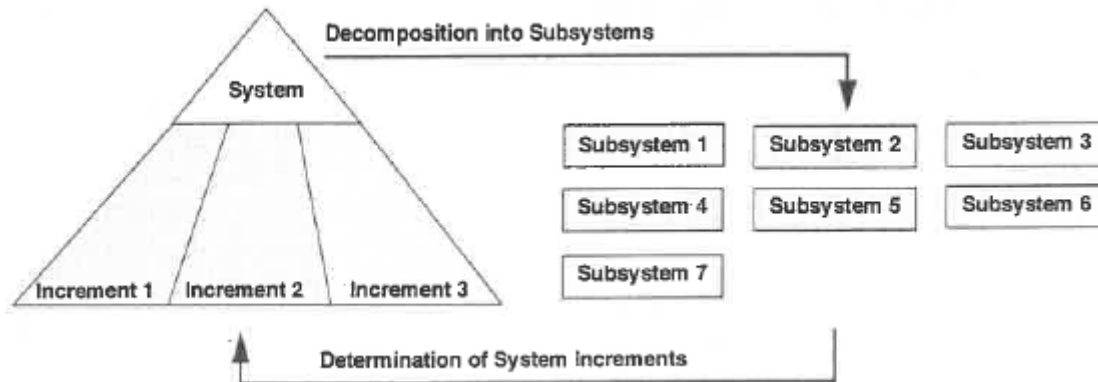 Decomposition into Subsystems
System
Subsystem 1
Subsystem 2
Subsystem 3
Subsystem 4
Subsystem 5
Subsystem 6
Subsystem 7
Increment 1
Increment 2
Increment 3
Determination of System Increments